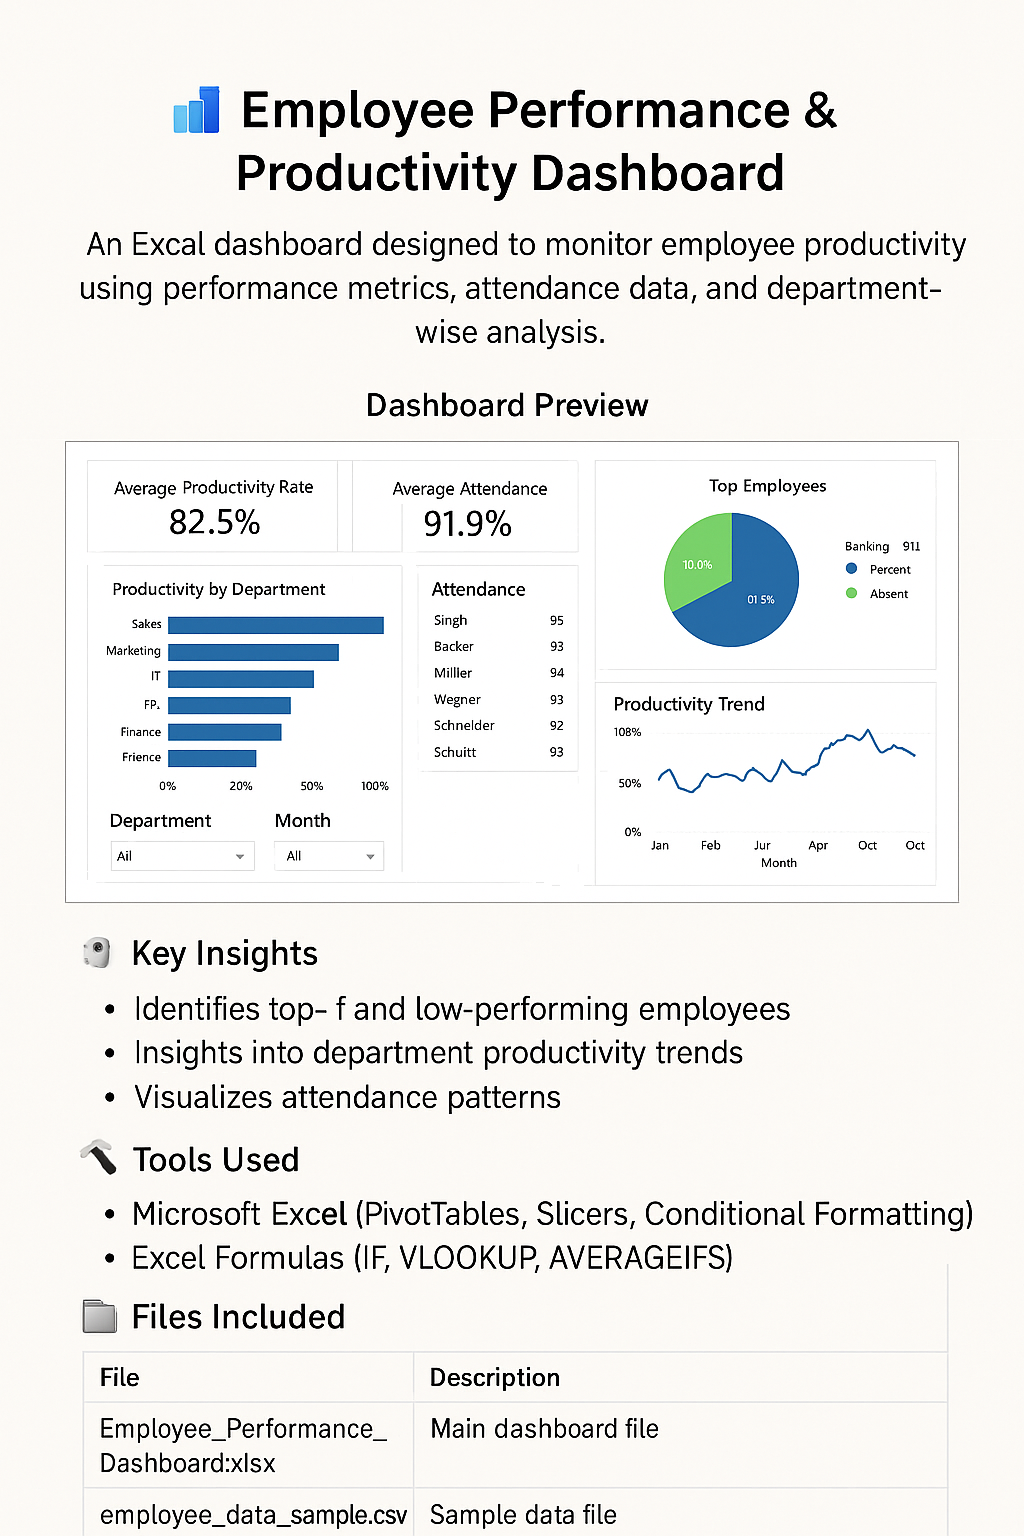 Employee Performance &
Productivity Dashboard
An Excal dashboard designed to monitor employee productivity
using performance metrics, attendance data, and department-
wise analysis.
Dashboard Preview
Average Productivity Rate
82.5%
Average Attendance
91.9%
Productivity by Department
Sakes
Marketing
IT
FP.
Finance
Frience
0% 20% 50% 100%
Department Month
Ail All
Attendance
Singh 95
Backer 93
Milller 94
Wegner 93
Schnelder 92
Schuitt 93
Top Employees
10.0%
01 5%
Banking 911
Percent
Absent
Productivity Trend
108%
50%
0%
Jan Feb Jur Apr Oct Oct
Month
Key Insights
• Identifies top- f and low-performing employees
• Insights into department productivity trends
• Visualizes attendance patterns
Tools Used
• Microsoft Excel (PivotTables, Slicers, Conditional Formatting)
• Excel Formulas (IF, VLOOKUP, AVERAGEIFS)
Files Included
File Description
Employee_Performance_ Main dashboard file
Dashboard:xlsx
employee_data_sample.csv Sample data file